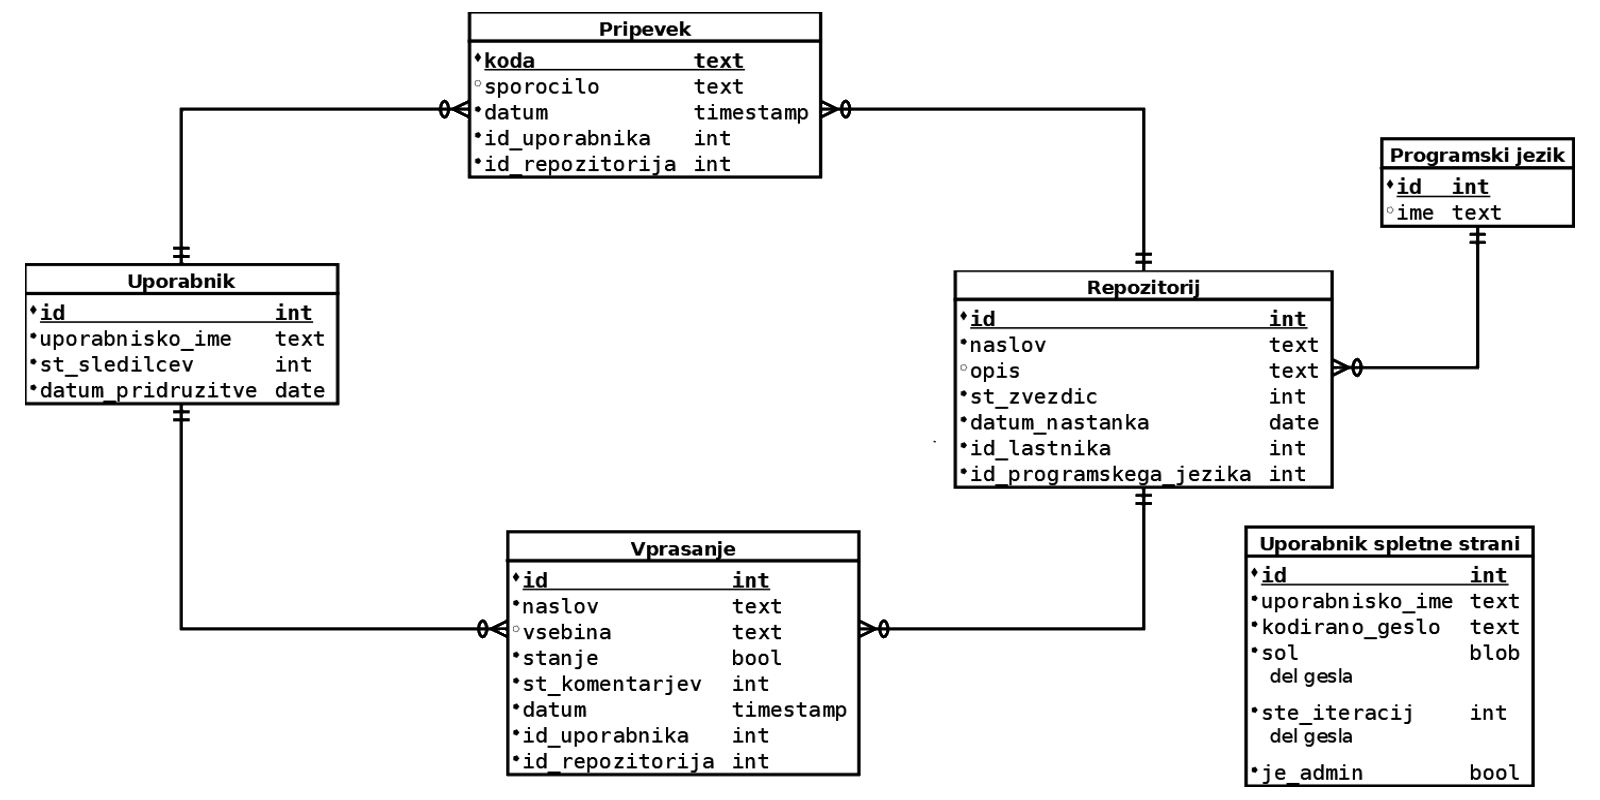 Pripevek
koda text
sporocilo text
datum timestamp
id_uporabnika int
id_repozitorija int
Programski jezik
id int
ime text
Uporabnik
id int
uporabnisko_ime text
st_sledilcev int
datum_pridruzitve date
Repozitorij
id int
naslov text
opis text
st_zvezdic int
datum_nastanka date
id_lastnika int
id_programskega_jezika int
Vprasanje
id int
naslov text
vsebina text
stanje bool
st_komentarjev int
datum timestamp
id_uporabnika int
id_repozitorija int
Uporabnik spletne strani
id int
uporabnisko_ime text
kodirano_geslo text
sol blob
del gesla
ste_iteracij int
del gesla
je_admin bool